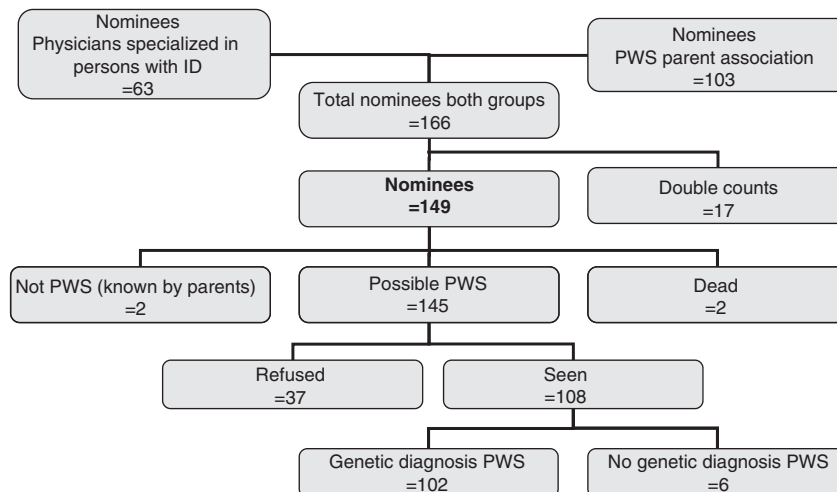 Nominees
Physicians specialized in
persons with ID
=63
Nominees
PWS parent association
=103
Total nominees both groups
=166
Nominees
=149
Double counts
=17
Not PWS (known by parents)
=2
Possible PWS
=145
Dead
=2
Refused
=37
Seen
=108
Genetic diagnosis PWS
=102
No genetic diagnosis PWS
=6